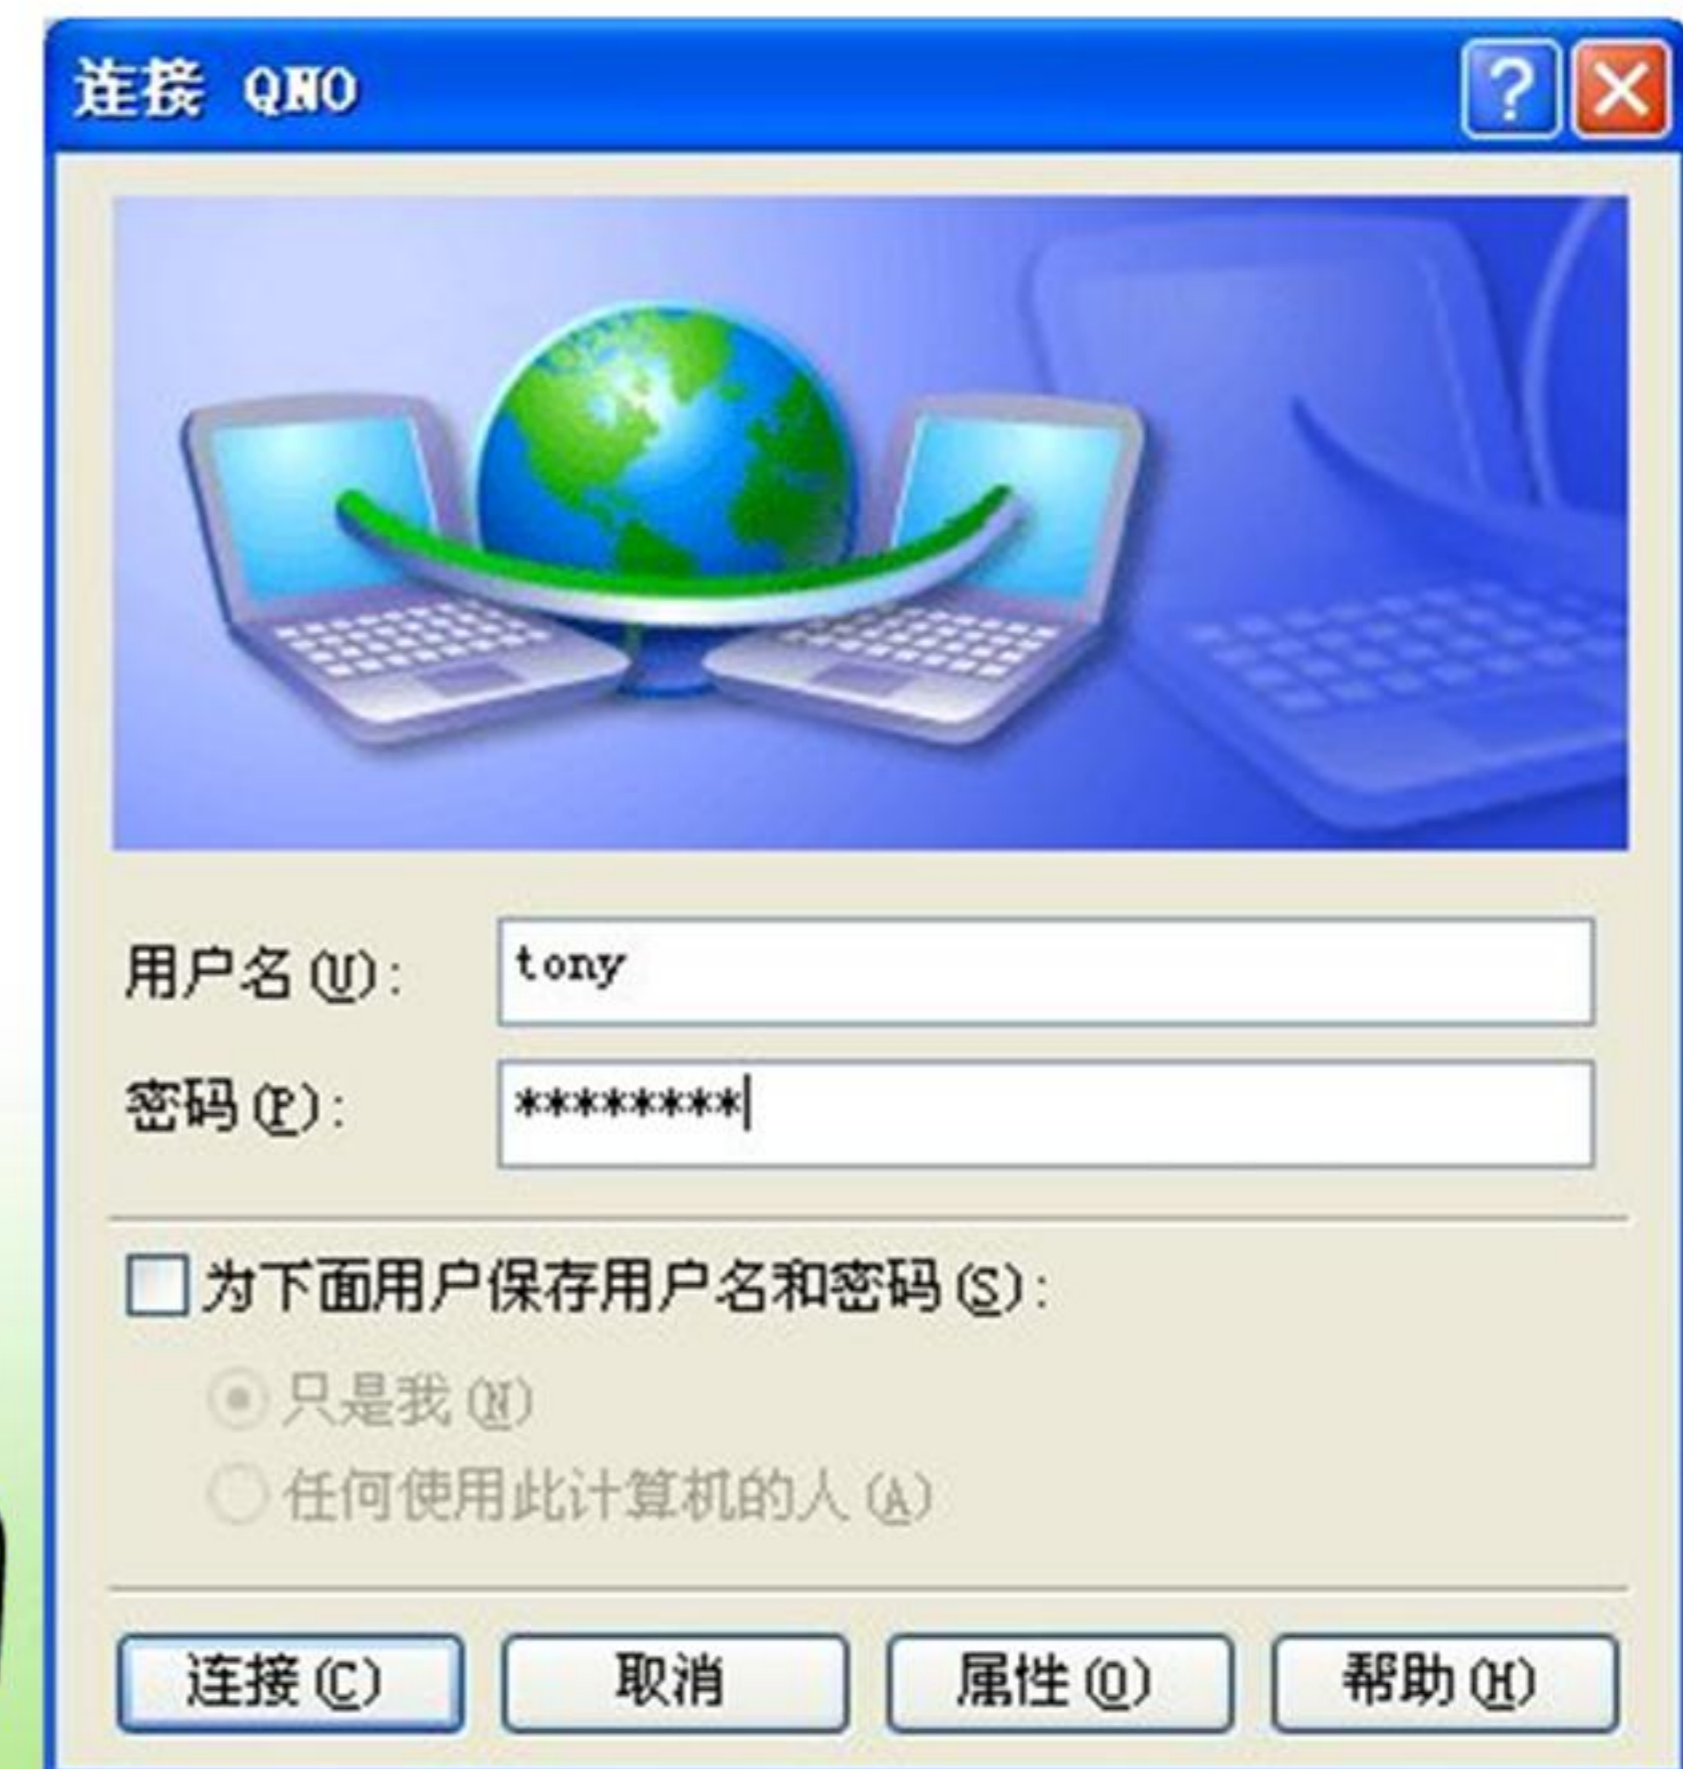 连接 QNO
用户名(U):
tony
密码(P):
********
为下面用户保存用户名和密码(S):
只是我(N)
任何使用此计算机的人(A)
连接(C)
取消
属性(O)
帮助(H)